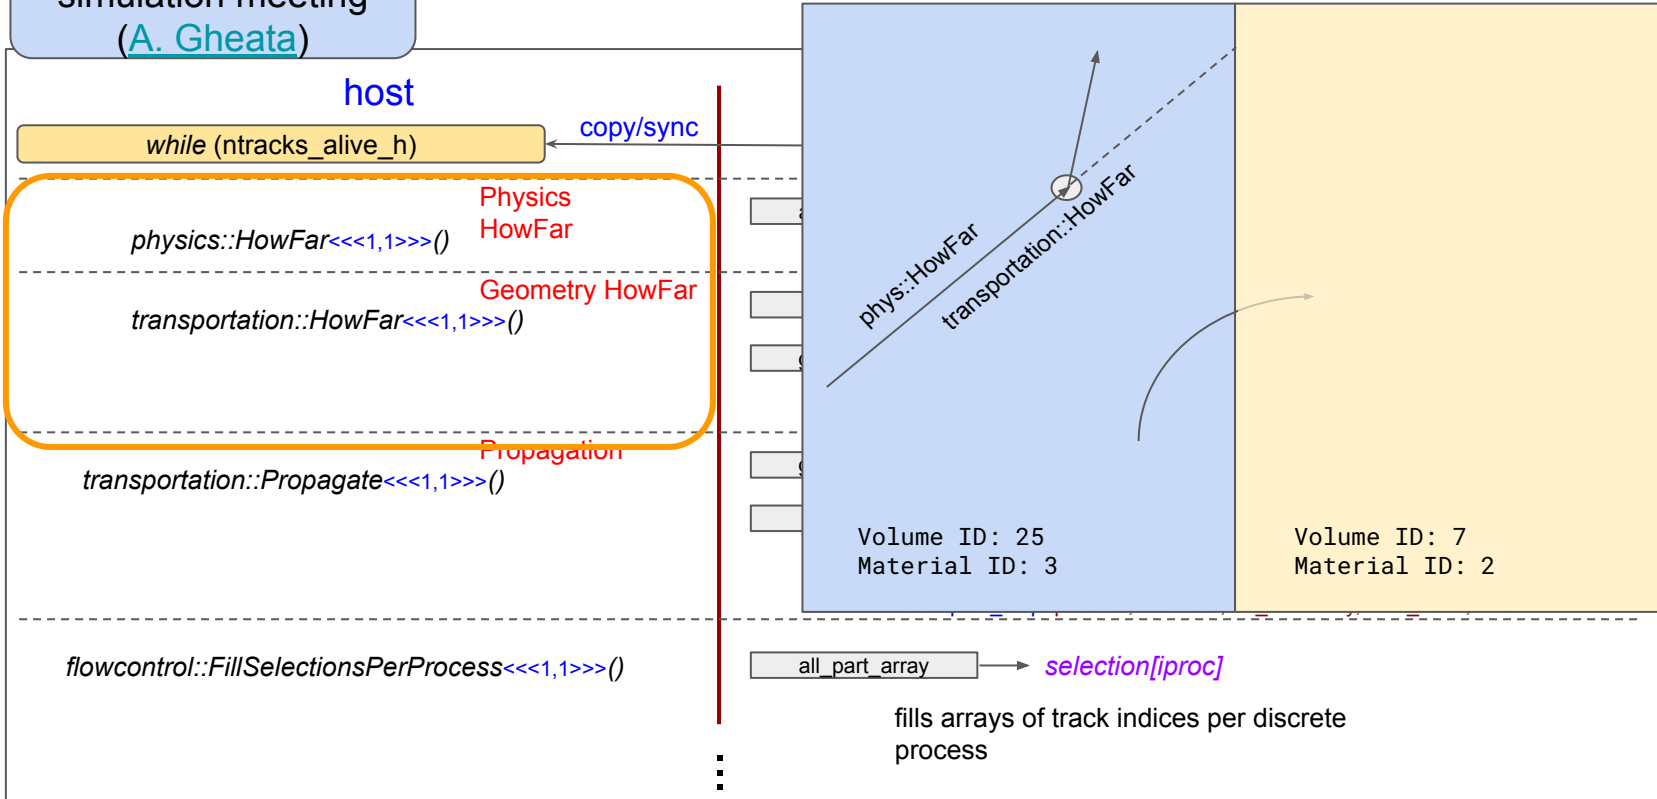 simulation meeting
(A. Gheata)
host
while (ntracks_alive_h)
copy/sync
Physics
HowFar
physics::HowFar<<<1,1>>>()
Geometry HowFar
transportation::HowFar<<<1,1>>>()
Propagation
transportation::Propagate<<<1,1>>>()
phys::HowFar
transportation::HowFar
Volume ID: 25
Material ID: 3
Volume ID: 7
Material ID: 2
flowcontrol::FillSelectionsPerProcess<<<1,1>>>()
all_part_array
selection[iproc]
fills arrays of track indices per discrete
process